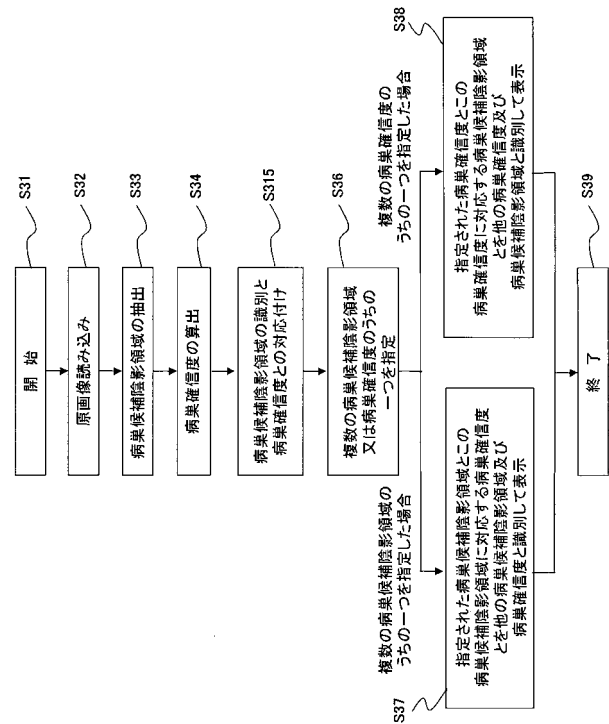 開　始
S31
原画像読み込み
S32
病巣候補陰影領域の抽出
S33
病巣確信度の算出
S34
病巣候補陰影領域の識別と
病巣確信度との対応付け
S315
複数の病巣候補陰影領域
又は病巣確信度のうちの
一つを指定
S36
複数の病巣候補陰影領域の
うちの一つを指定した場合
複数の病巣確信度の
うちの一つを指定した場合
指定された病巣候補陰影領域とこの
病巣候補陰影領域に対応する病巣確信度
とを他の病巣候補陰影領域及び
病巣確信度と識別して表示
S37
指定された病巣確信度とこの
病巣確信度に対応する病巣候補陰影領域
とを他の病巣確信度及び
病巣候補陰影領域と識別して表示
S38
終　了
S39